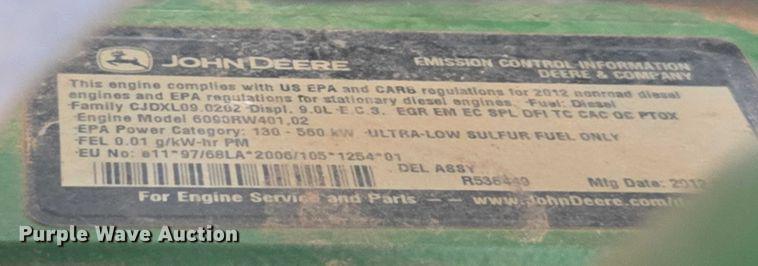 JOHN DEERE
EMISSION CONTROL INFORMATION
DEERE & COMPANY
This engine complies with US EPA and CARB regulations for 2012 nonroad diesel
engines and EPA regulations for stationary diesel engines. Fuel: Diesel
Family CJDXL09.0202 Displ. 9.0L E.C.S. EGR EM EC SPL DFI TC CAC OC PTOX
Engine Model 6090RW401,02
EPA Power Category: 130 - 560 kW ULTRA-LOW SULFUR FUEL ONLY
FEL 0.01 g/kW-hr PM
EU No: e11*97/68LA*2006/105*1254*01
DEL ASSY
R536449 Mfg Date: 2012
For Engine Service and Parts - - www.JohnDeere.com/
Purple Wave Auction